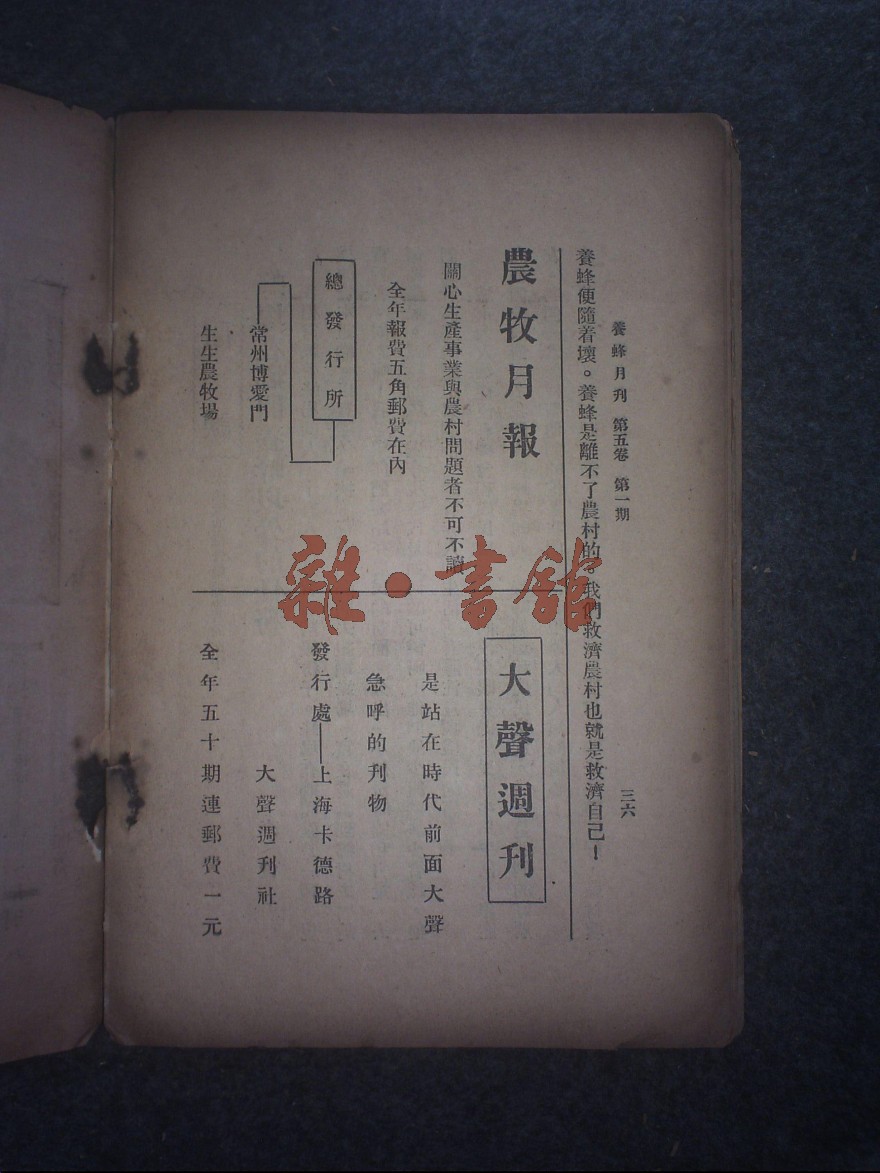 養蜂月刊 第五卷 第一期 三六
養蜂便隨着壞。養蜂是離不了農村的。我們救濟農村也就是救濟自己！
農牧月報
關心生產事業與農村問題者不可不讀
全年報費五角郵費在內
總發行所
常州博愛門
生生農牧場
大聲週刊
是站在時代前面大聲
急呼的刊物
發行處——上海卡德路
大聲週刊社
全年五十期連郵費一元
雜·書館